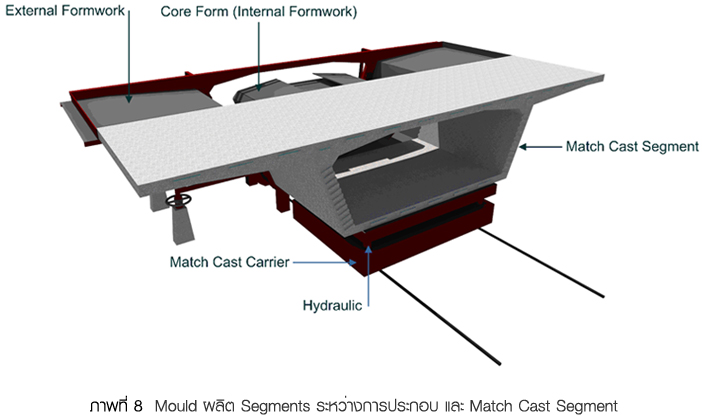 External Formwork
Core Form (Internal Formwork)
Match Cast Segment
Match Cast Carrier
Hydraulic
ภาพที่ 8 Mould ผลิต Segments ระหว่างการประกอบ และ Match Cast Segment